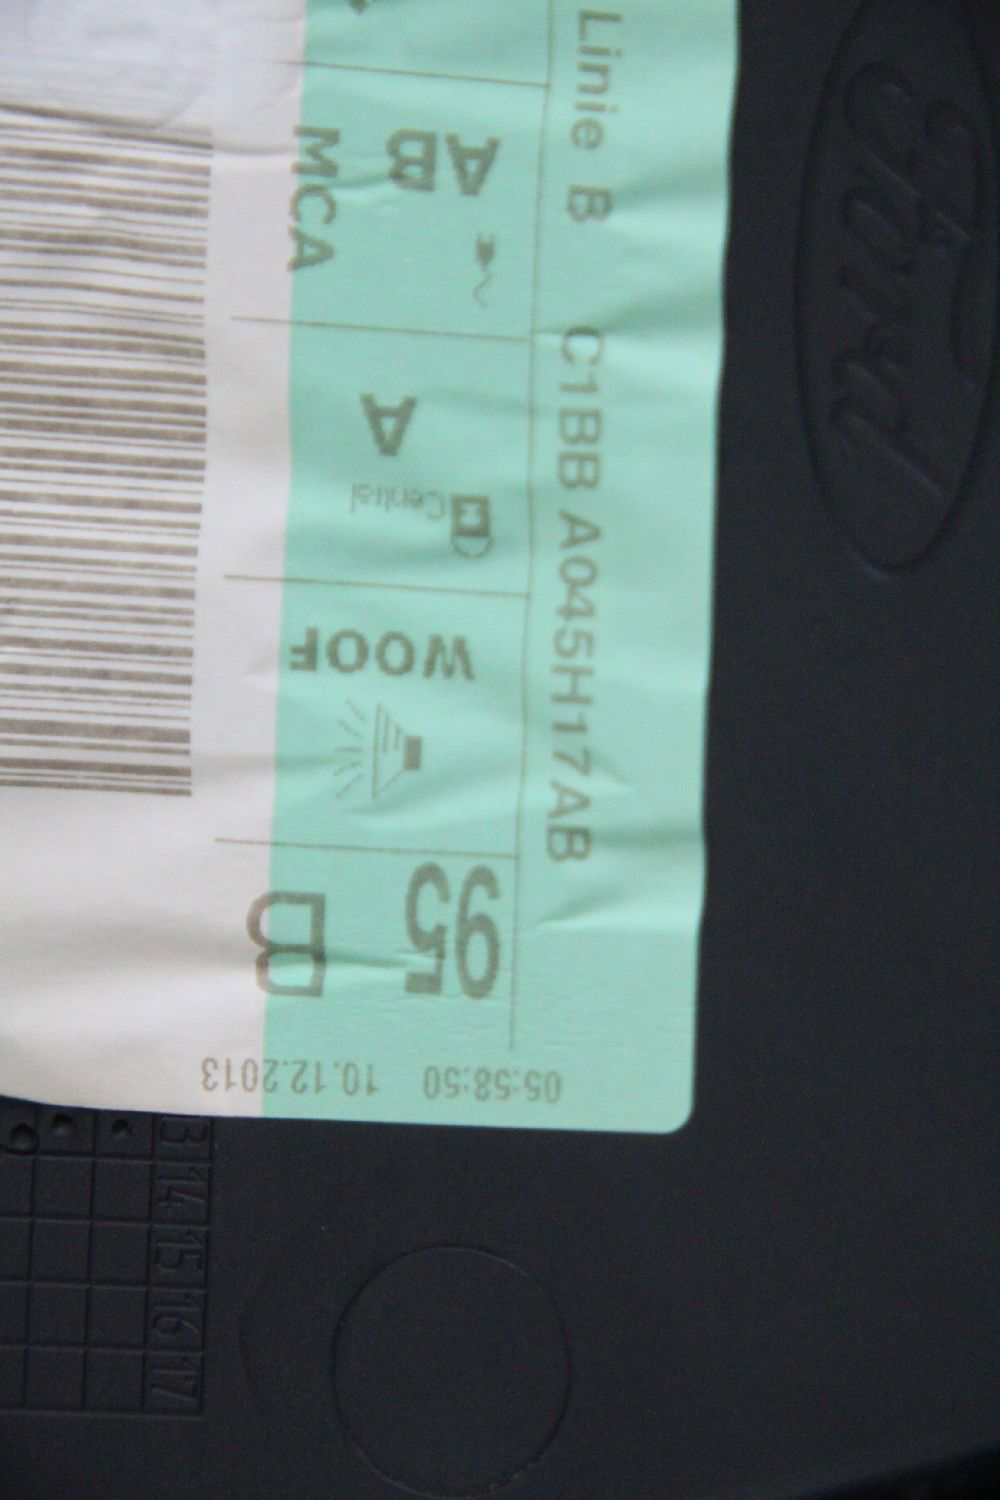 Linie B C1BB A045H17AB
AB
MCA
A
Central
WOOF
95
B
05:58:50 10.12.2013
Ford
13 14 15 16 17